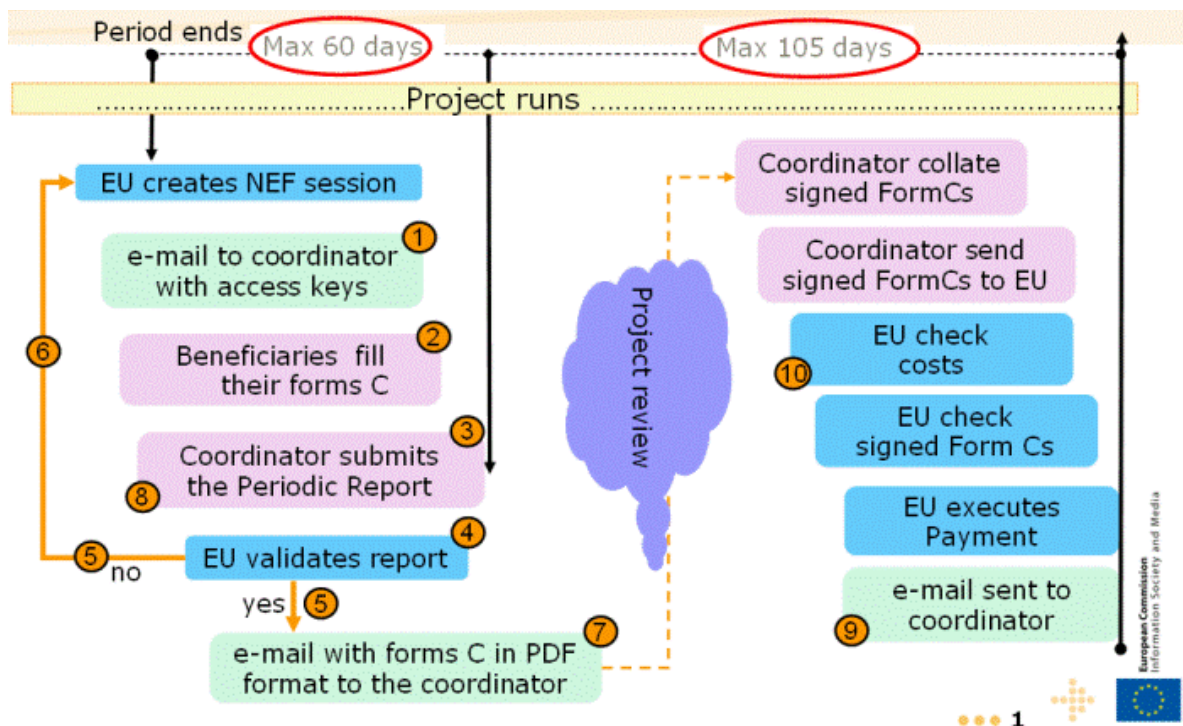 Period ends
Max 60 days
Max 105 days
........................................Project runs ......................................................................
EU creates NEF session
1
e-mail to coordinator
with access keys
2
Beneficiaries fill
their forms C
3
Coordinator submits
the Periodic Report
8
4
EU validates report
5
no
6
yes
5
7
e-mail with forms C in PDF
format to the coordinator
Project review
Coordinator collate
signed FormCs
Coordinator send
signed FormCs to EU
EU check
costs
10
EU check
signed Form Cs
EU executes
Payment
e-mail sent to
coordinator
9
European Commission
Information Society and Media
1